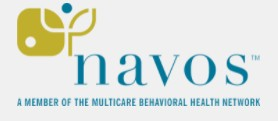 navos™
A MEMBER OF THE MULTICARE BEHAVIORAL HEALTH NETWORK